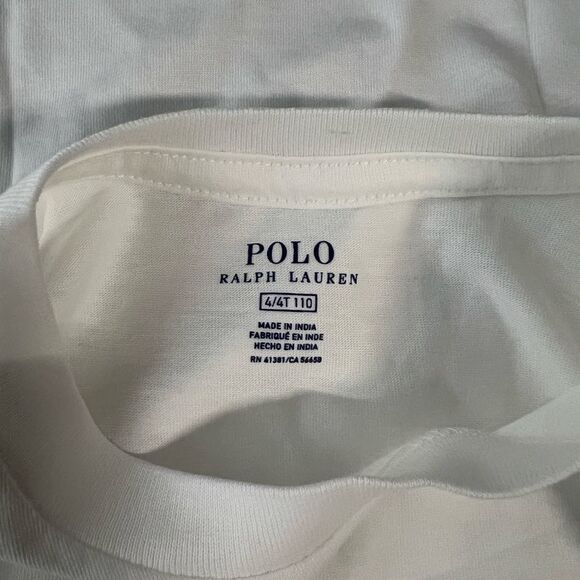 POLO
RALPH LAUREN
4/4T 110
MADE IN INDIA
FABRIQUÉ EN INDE
HECHO EN INDIA
RN 41381/CA 56658